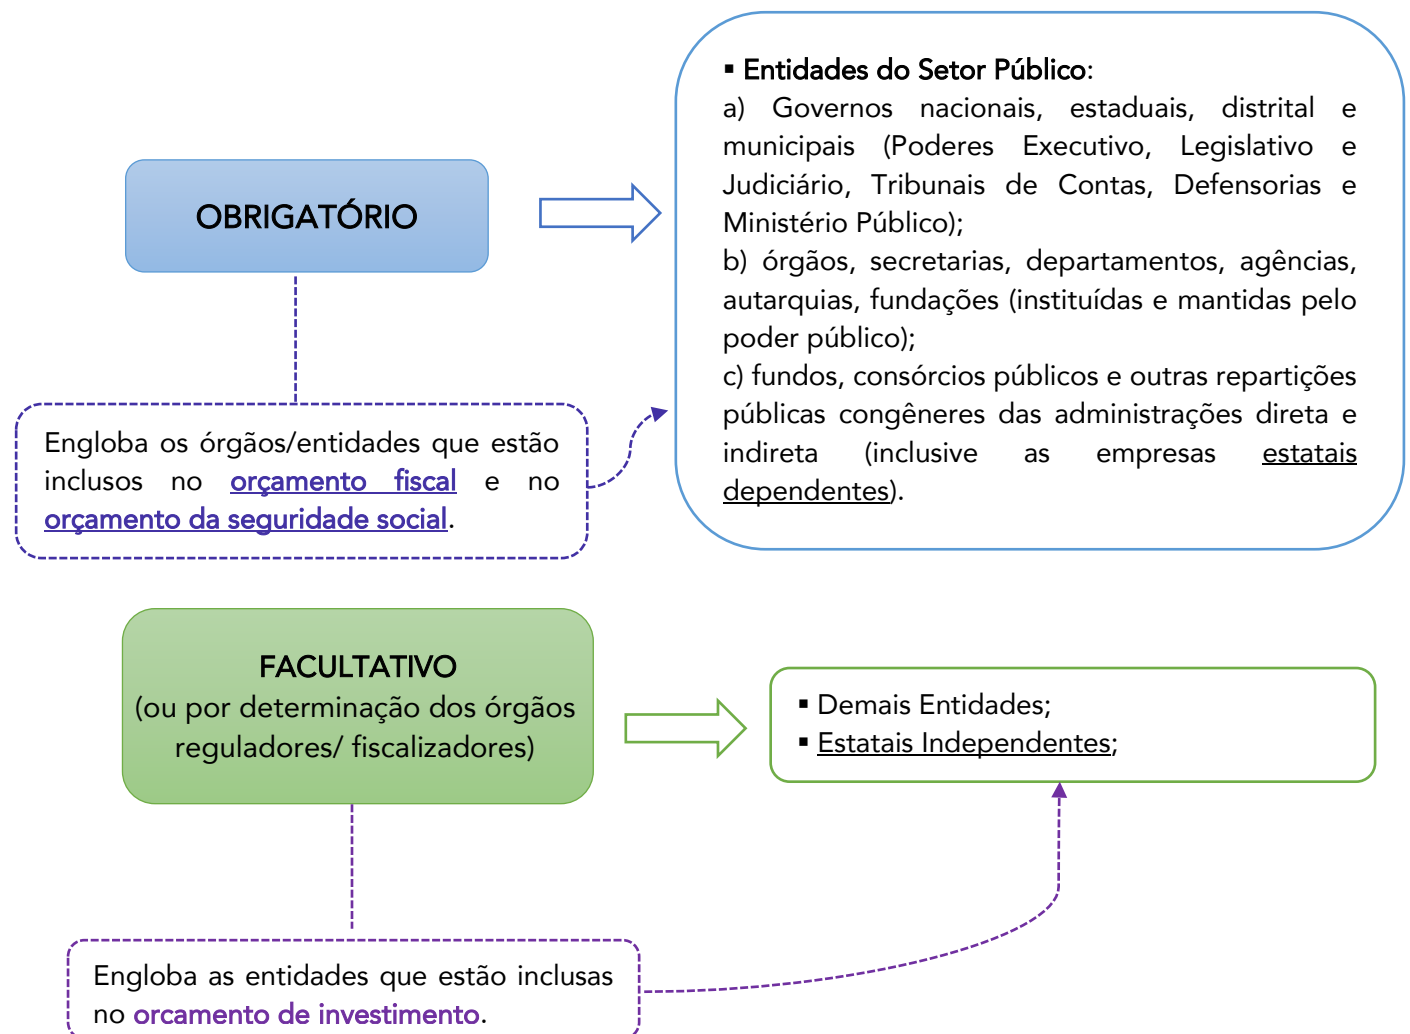 ▪ Entidades do Setor Público:
a) Governos nacionais, estaduais, distrital e
municipais (Poderes Executivo, Legislativo e
Judiciário, Tribunais de Contas, Defensorias e
Ministério Público);
b) órgãos, secretarias, departamentos, agências,
autarquias, fundações (instituídas e mantidas pelo
poder público);
c) fundos, consórcios públicos e outras repartições
públicas congêneres das administrações direta e
indireta (inclusive as empresas estatais
dependentes).
OBRIGATÓRIO
Engloba os órgãos/entidades que estão
inclusos no orçamento fiscal e no
orçamento da seguridade social.
FACULTATIVO
(ou por determinação dos órgãos
reguladores/ fiscalizadores)
▪ Demais Entidades;
▪ Estatais Independentes;
Engloba as entidades que estão inclusas
no orcamento de investimento.